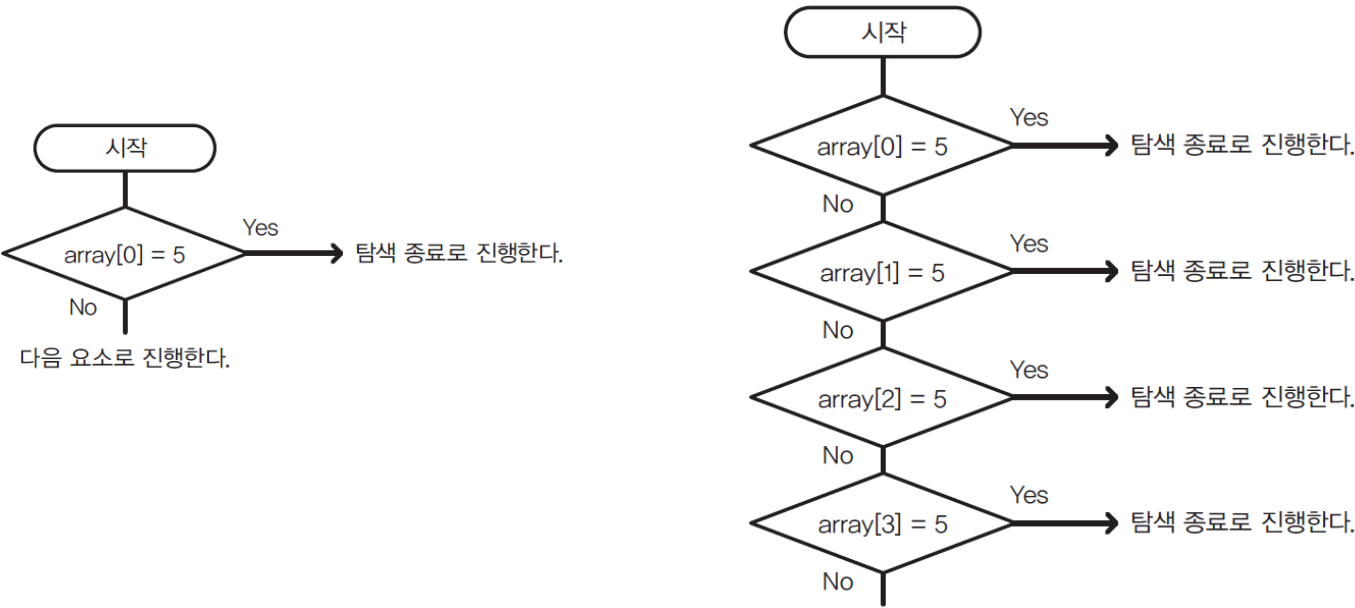 시작
array[0] = 5
Yes
탐색 종료로 진행한다.
No
다음 요소로 진행한다.
시작
array[0] = 5
Yes
탐색 종료로 진행한다.
No
array[1] = 5
Yes
탐색 종료로 진행한다.
No
array[2] = 5
Yes
탐색 종료로 진행한다.
No
array[3] = 5
Yes
탐색 종료로 진행한다.
No